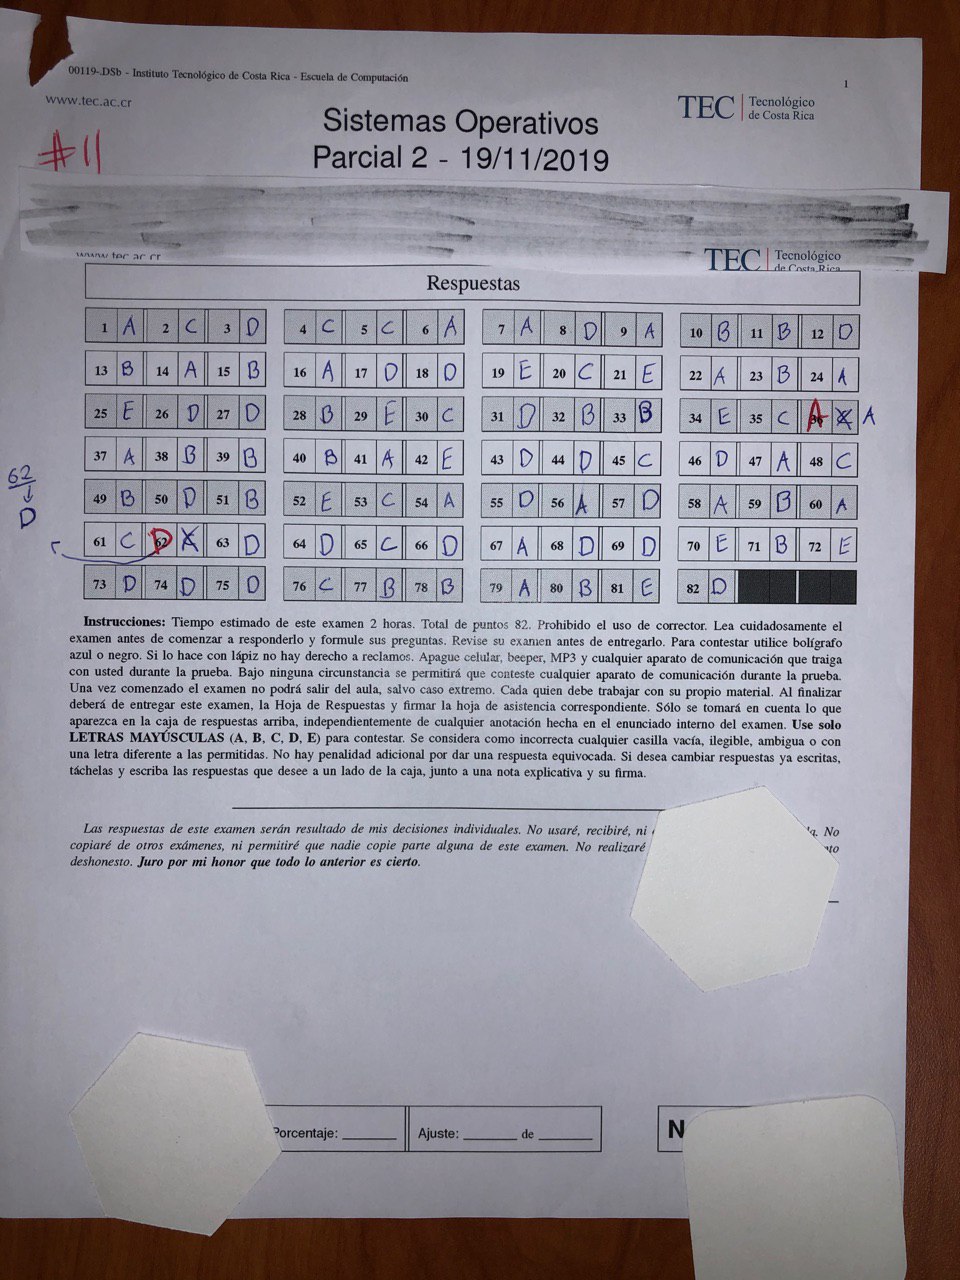 00119-.DSb - Instituto Tecnológico de Costa Rica - Escuela de Computación
1
www.tec.ac.cr
TEC | Tecnológico
de Costa Rica
Sistemas Operativos
#11
Parcial 2 - 19/11/2019
www.tec.ac.cr
TEC | Tecnológico
de Costa Rica
Respuestas
1 A 2 C 3 D 4 C 5 C 6 A 7 A 8 D 9 A 10 B 11 B 12 D
13 B 14 A 15 B 16 A 17 D 18 D 19 E 20 C 21 E 22 A 23 B 24 A
25 E 26 D 27 D 28 B 29 E 30 C 31 D 32 B 33 B 34 E 35 C A 36 A
37 A 38 B 39 B 40 B 41 A 42 E 43 D 44 D 45 C 46 D 47 A 48 C
62
D
49 B 50 D 51 B 52 E 53 C 54 A 55 D 56 A 57 D 58 A 59 B 60 A
61 C D 62 63 D 64 D 65 C 66 D 67 A 68 D 69 D 70 E 71 B 72 E
73 D 74 D 75 D 76 C 77 B 78 B 79 A 80 B 81 E 82 D
Instrucciones: Tiempo estimado de este examen 2 horas. Total de puntos 82. Prohibido el uso de corrector. Lea cuidadosamente el
examen antes de comenzar a responderlo y formule sus preguntas. Revise su examen antes de entregarlo. Para contestar utilice bolígrafo
azul o negro. Si lo hace con lápiz no hay derecho a reclamos. Apague celular, beeper, MP3 y cualquier aparato de comunicación que traiga
con usted durante la prueba. Bajo ninguna circunstancia se permitirá que conteste cualquier aparato de comunicación durante la prueba.
Una vez comenzado el examen no podrá salir del aula, salvo caso extremo. Cada quien debe trabajar con su propio material. Al finalizar
deberá de entregar este examen, la Hoja de Respuestas y firmar la hoja de asistencia correspondiente. Sólo se tomará en cuenta lo que
aparezca en la caja de respuestas arriba, independientemente de cualquier anotación hecha en el enunciado interno del examen. Use solo
LETRAS MAYÚSCULAS (A, B, C, D, E) para contestar. Se considera como incorrecta cualquier casilla vacía, ilegible, ambigua o con
una letra diferente a las permitidas. No hay penalidad adicional por dar una respuesta equivocada. Si desea cambiar respuestas ya escritas,
táchelas y escriba las respuestas que desee a un lado de la caja, junto a una nota explicativa y su firma.
Las respuestas de este examen serán resultado de mis decisiones individuales. No usaré, recibiré, ni No
copiaré de otros exámenes, ni permitiré que nadie copie parte alguna de este examen. No realizaré
deshonesto. Juro por mi honor que todo lo anterior es cierto.
Porcentaje: Ajuste: de N